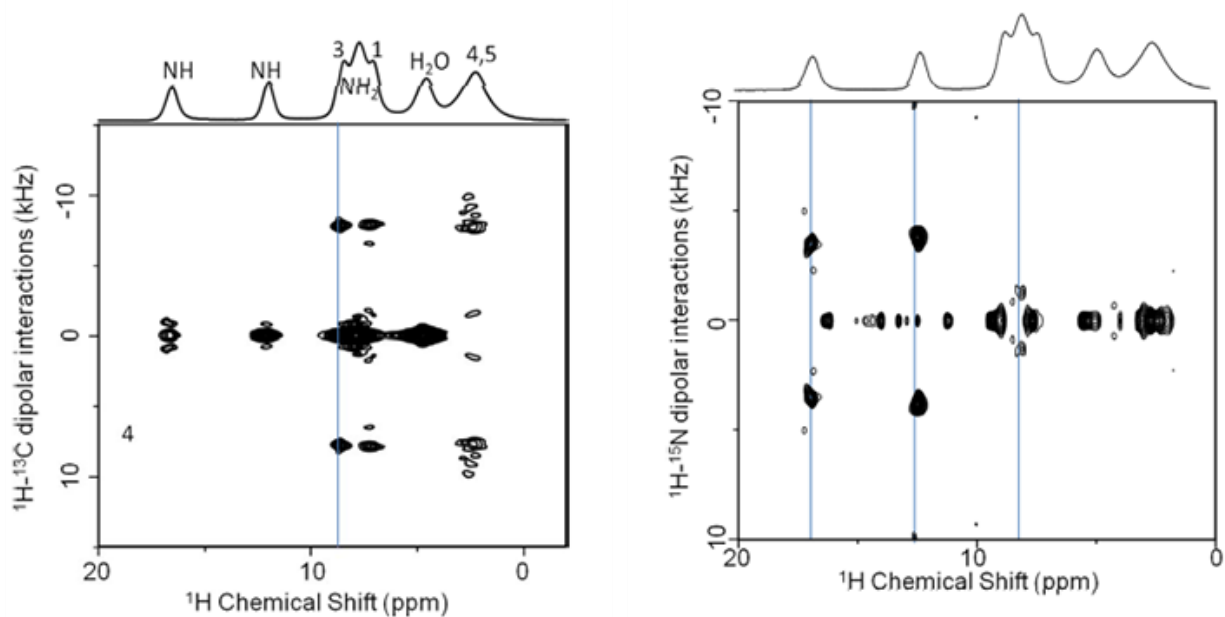 NH
NH
3
1
NH₂
H₂O
4,5
¹H-¹³C dipolar interactions (kHz)
-10
0
10
4
20
10
0
¹H Chemical Shift (ppm)
¹H-¹⁵N dipolar interactions (kHz)
-10
0
10
20
10
0
¹H Chemical Shift (ppm)